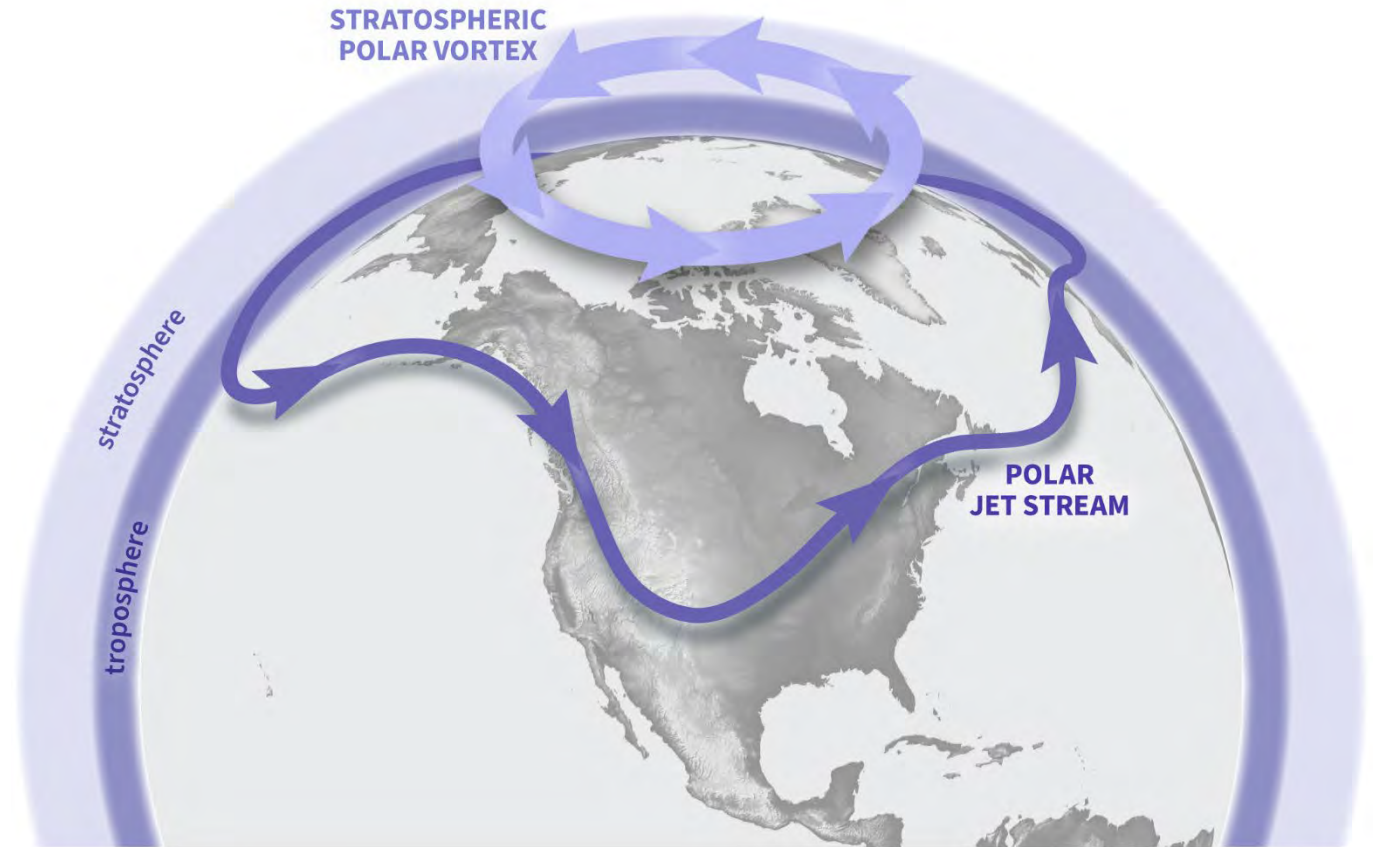 STRATOSPHERIC
POLAR VORTEX
stratosphere
troposphere
POLAR
JET STREAM